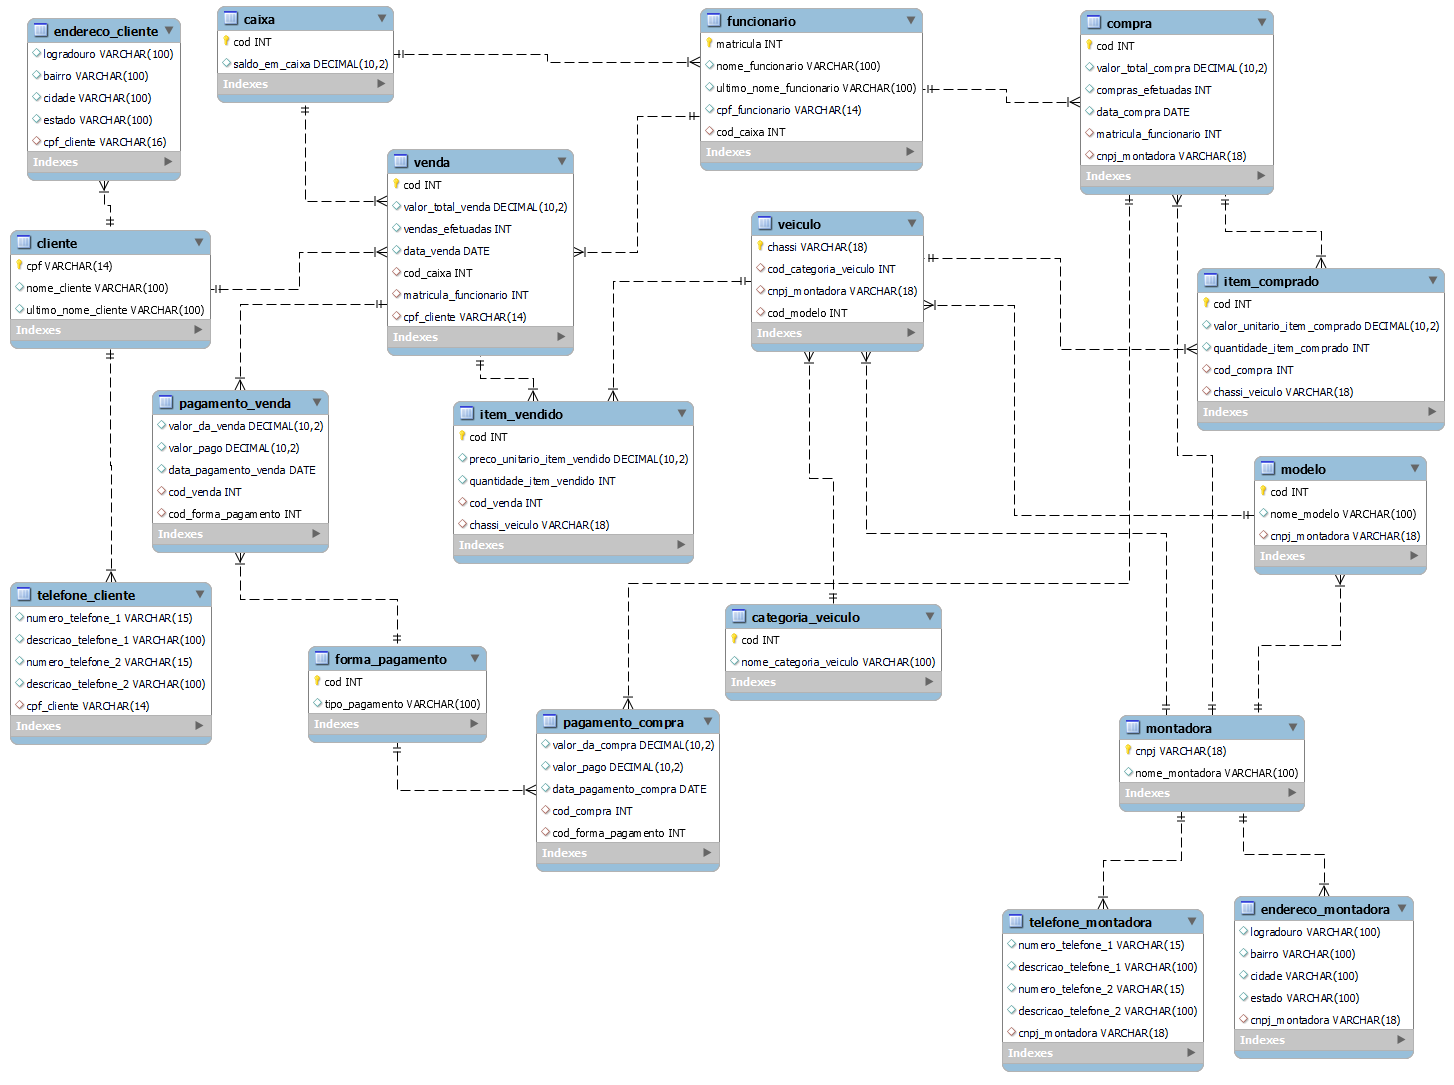 endereco_cliente
logradouro VARCHAR(100)
bairro VARCHAR(100)
cidade VARCHAR(100)
estado VARCHAR(100)
cpf_cliente VARCHAR(16)
Indexes
caixa
cod INT
saldo_em_caixa DECIMAL(10,2)
Indexes
funcionario
matricula INT
nome_funcionario VARCHAR(100)
ultimo_nome_funcionario VARCHAR(100)
cpf_funcionario VARCHAR(14)
cod_caixa INT
Indexes
compra
cod INT
valor_total_compra DECIMAL(10,2)
compras_efetuadas INT
data_compra DATE
matricula_funcionario INT
cnpj_montadora VARCHAR(18)
Indexes
cliente
cpf VARCHAR(14)
nome_cliente VARCHAR(100)
ultimo_nome_cliente VARCHAR(100)
Indexes
venda
cod INT
valor_total_venda DECIMAL(10,2)
vendas_efetuadas INT
data_venda DATE
cod_caixa INT
matricula_funcionario INT
cpf_cliente VARCHAR(14)
Indexes
veiculo
chassi VARCHAR(18)
cod_categoria_veiculo INT
cnpj_montadora VARCHAR(18)
cod_modelo INT
Indexes
item_comprado
cod INT
valor_unitario_item_comprado DECIMAL(10,2)
quantidade_item_comprado INT
cod_compra INT
chassi_veiculo VARCHAR(18)
Indexes
pagamento_venda
valor_da_venda DECIMAL(10,2)
valor_pago DECIMAL(10,2)
data_pagamento_venda DATE
cod_venda INT
cod_forma_pagamento INT
Indexes
item_vendido
cod INT
preco_unitario_item_vendido DECIMAL(10,2)
quantidade_item_vendido INT
cod_venda INT
chassi_veiculo VARCHAR(18)
Indexes
modelo
cod INT
nome_modelo VARCHAR(100)
cnpj_montadora VARCHAR(18)
Indexes
telefone_cliente
numero_telefone_1 VARCHAR(15)
descricao_telefone_1 VARCHAR(100)
numero_telefone_2 VARCHAR(15)
descricao_telefone_2 VARCHAR(100)
cpf_cliente VARCHAR(14)
Indexes
forma_pagamento
cod INT
tipo_pagamento VARCHAR(100)
Indexes
categoria_veiculo
cod INT
nome_categoria_veiculo VARCHAR(100)
Indexes
pagamento_compra
valor_da_compra DECIMAL(10,2)
valor_pago DECIMAL(10,2)
data_pagamento_compra DATE
cod_compra INT
cod_forma_pagamento INT
Indexes
montadora
cnpj VARCHAR(18)
nome_montadora VARCHAR(100)
Indexes
telefone_montadora
numero_telefone_1 VARCHAR(15)
descricao_telefone_1 VARCHAR(100)
numero_telefone_2 VARCHAR(15)
descricao_telefone_2 VARCHAR(100)
cnpj_montadora VARCHAR(18)
Indexes
endereco_montadora
logradouro VARCHAR(100)
bairro VARCHAR(100)
cidade VARCHAR(100)
estado VARCHAR(100)
cnpj_montadora VARCHAR(18)
Indexes